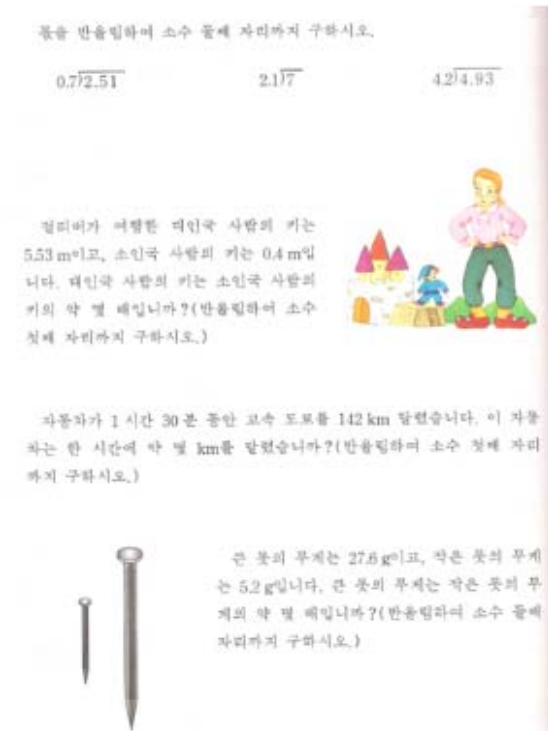 몫을 반올림하여 소수 둘째 자리까지 구하시오.
0.7)2.51 2.1)7 4.2)4.93
걸리버가 여행한 대인국 사람의 키는
5.53 m이고, 소인국 사람의 키는 0.4 m입
니다. 대인국 사람의 키는 소인국 사람의
키의 약 몇 배입니까?(반올림하여 소수
첫째 자리까지 구하시오.)
자동차가 1 시간 30 분 동안 고속 도로를 142 km 달렸습니다. 이 자동
차는 한 시간에 약 몇 km를 달렸습니까?(반올림하여 소수 첫째 자리
까지 구하시오.)
큰 못의 무게는 27.6 g이고, 작은 못의 무게
는 5.2 g입니다. 큰 못의 무게는 작은 못의 무
게의 약 몇 배입니까?(반올림하여 소수 둘째
자리까지 구하시오.)